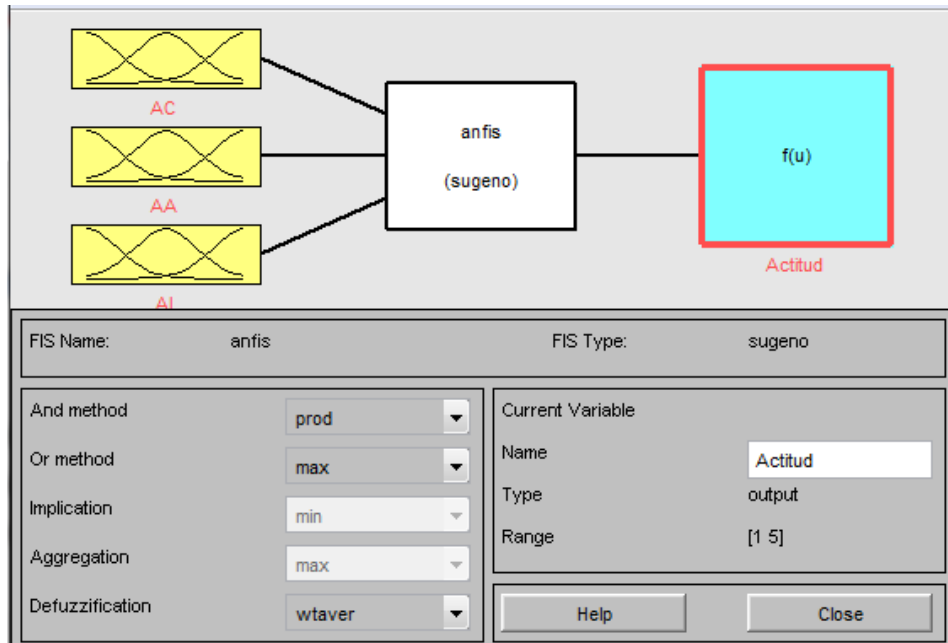 AC
AA
anfis
(sugeno)
f(u)
Actitud
FIS Name: anfis FIS Type: sugeno
And method prod
Or method max
Implication min
Aggregation max
Defuzzification wtaver
Current Variable
Name Actitud
Type output
Range [1 5]
Help Close